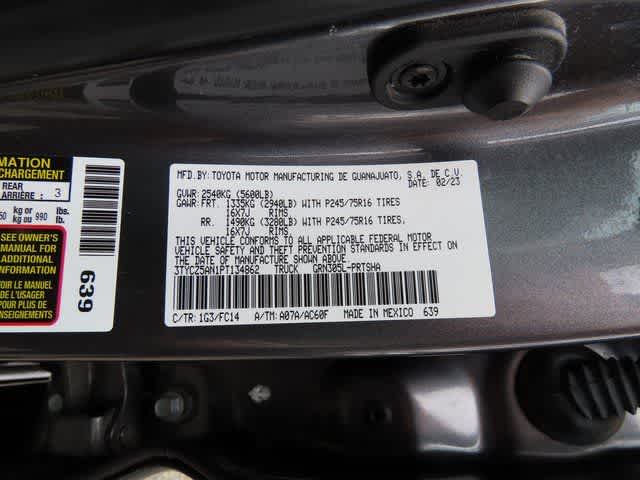 MFD.BY: TOYOTA MOTOR MANUFACTURING DE GUANAJUATO, S.A. DE C.V.
DATE: 02/23
GVWR: 2540KG (5600LB)
GAWR: FRT. 1335KG (2940LB) WITH P245/75R16 TIRES
16X7J RIMS,
RR. 1490KG (3280LB) WITH P245/75R16 TIRES,
16X7J RIMS,
THIS VEHICLE CONFORMS TO ALL APPLICABLE FEDERAL MOTOR
VEHICLE SAFETY AND THEFT PREVENTION STANDARDS IN EFFECT ON
THE DATE OF MANUFACTURE SHOWN ABOVE.
3TYCZ5AN1PT134862 TRUCK GRN305L-PRTSHA
C/TR: 1G3/FC14 A/TM: A07A/AC60F MADE IN MEXICO 639
MATION
CHARGEMENT
REAR
ARRIÈRE : 3
50 kg or kg ou 990 lbs. lb.
SEE OWNER'S
MANUAL FOR
ADDITIONAL
INFORMATION
VOIR LE MANUEL
DE L'USAGER
POUR PLUS DE
RENSEIGNEMENTS
639